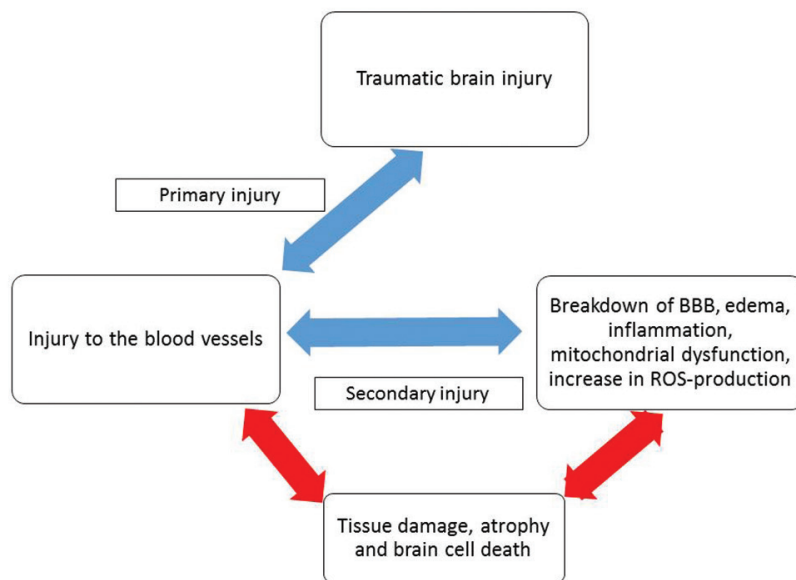 Traumatic brain injury
Primary injury
Injury to the blood vessels
Breakdown of BBB, edema,
inflammation,
mitochondrial dysfunction,
increase in ROS-production
Secondary injury
Tissue damage, atrophy
and brain cell death